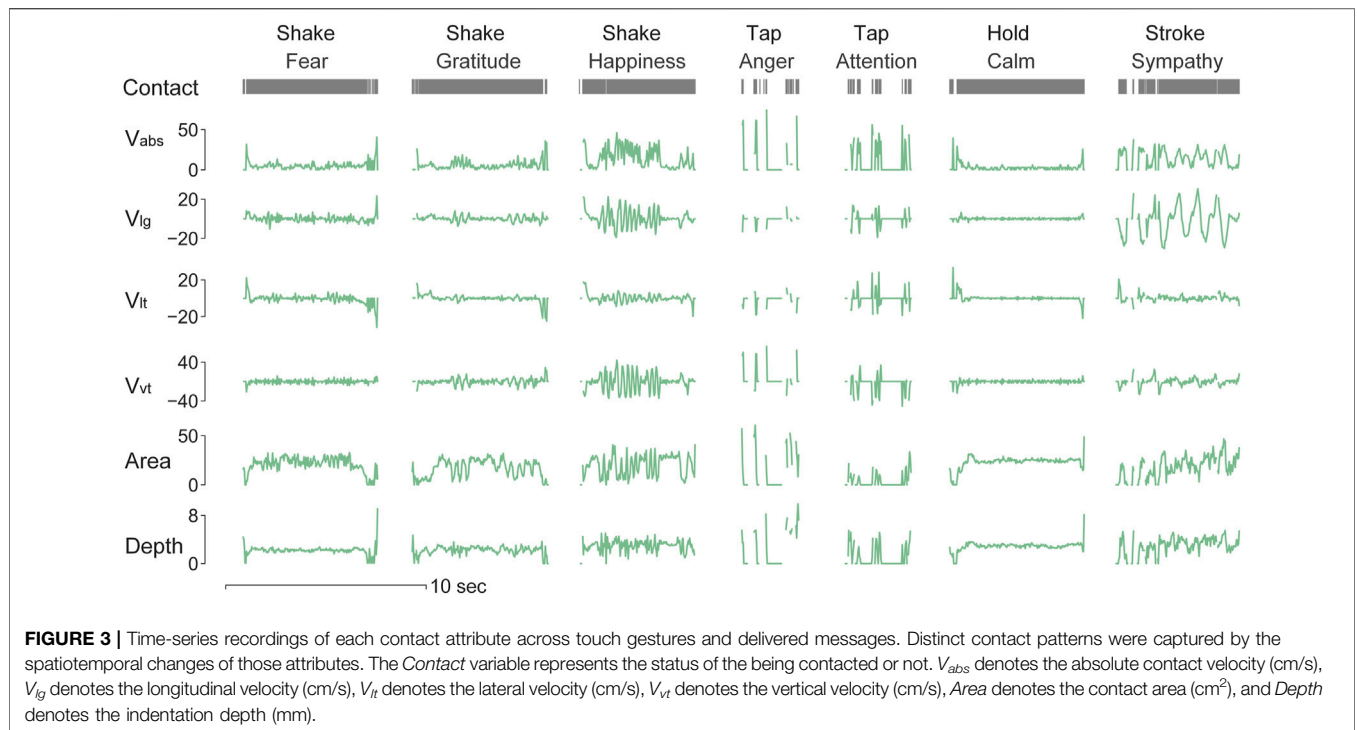 Shake Shake Shake Tap Tap Hold Stroke
Fear Gratitude Happiness Anger Attention Calm Sympathy
Contact
Vabs 50
0
Vlg 20
−20
Vlt 20
−20
Vvt 40
−40
Area 50
0
Depth 8
0
10 sec
FIGURE 3 | Time-series recordings of each contact attribute across touch gestures and delivered messages. Distinct contact patterns were captured by the
spatiotemporal changes of those attributes. The Contact variable represents the status of the being contacted or not. Vabs denotes the absolute contact velocity (cm/s),
Vlg denotes the longitudinal velocity (cm/s), Vlt denotes the lateral velocity (cm/s), Vvt denotes the vertical velocity (cm/s), Area denotes the contact area (cm²), and Depth
denotes the indentation depth (mm).